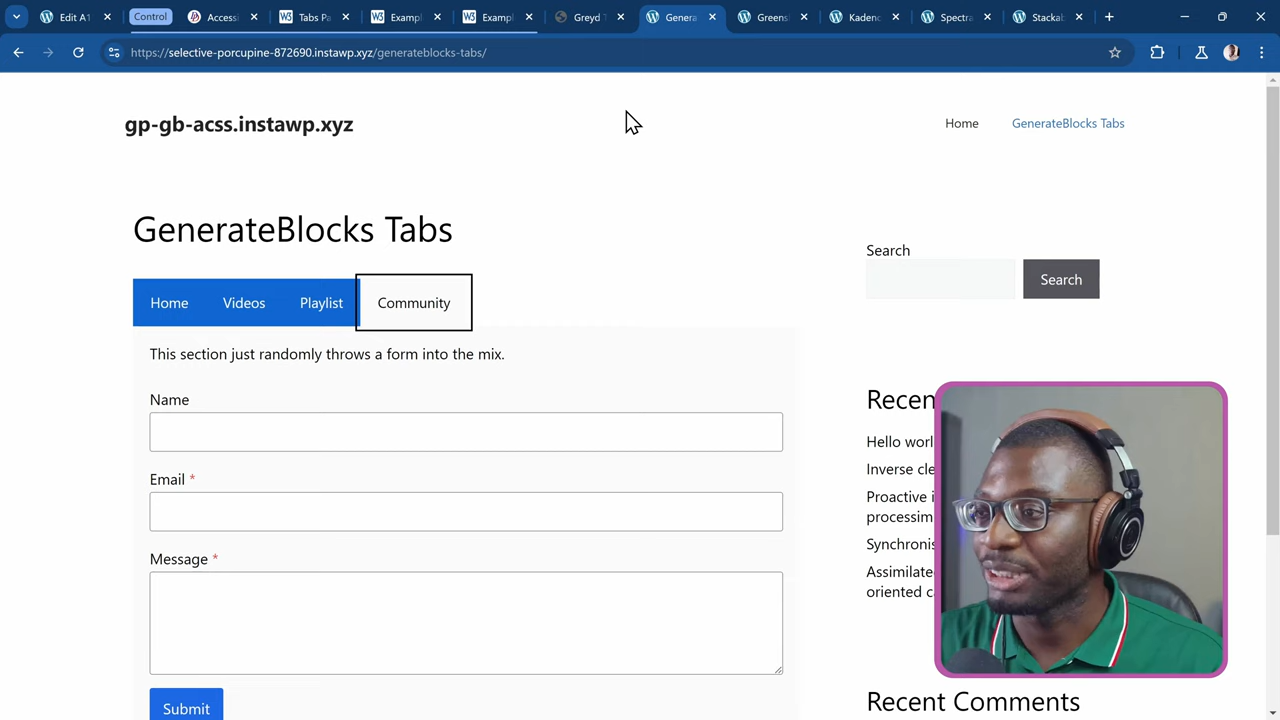 Edit A1
Control
Accessi
Tabs Pa
Exampl
Exampl
Greyd T
Genera
Greensh
Kadenc
Spectra
Stackab
https://selective-porcupine-872690.instawp.xyz/generateblocks-tabs/
gp-gb-acss.instawp.xyz
Home
GenerateBlocks Tabs
GenerateBlocks Tabs
Home
Videos
Playlist
Community
This section just randomly throws a form into the mix.
Name
Email *
Message *
Submit
Search
Search
Recen
Hello worl
Inverse cle
Proactive i
processim
Synchronis
Assimilate
oriented c
Recent Comments